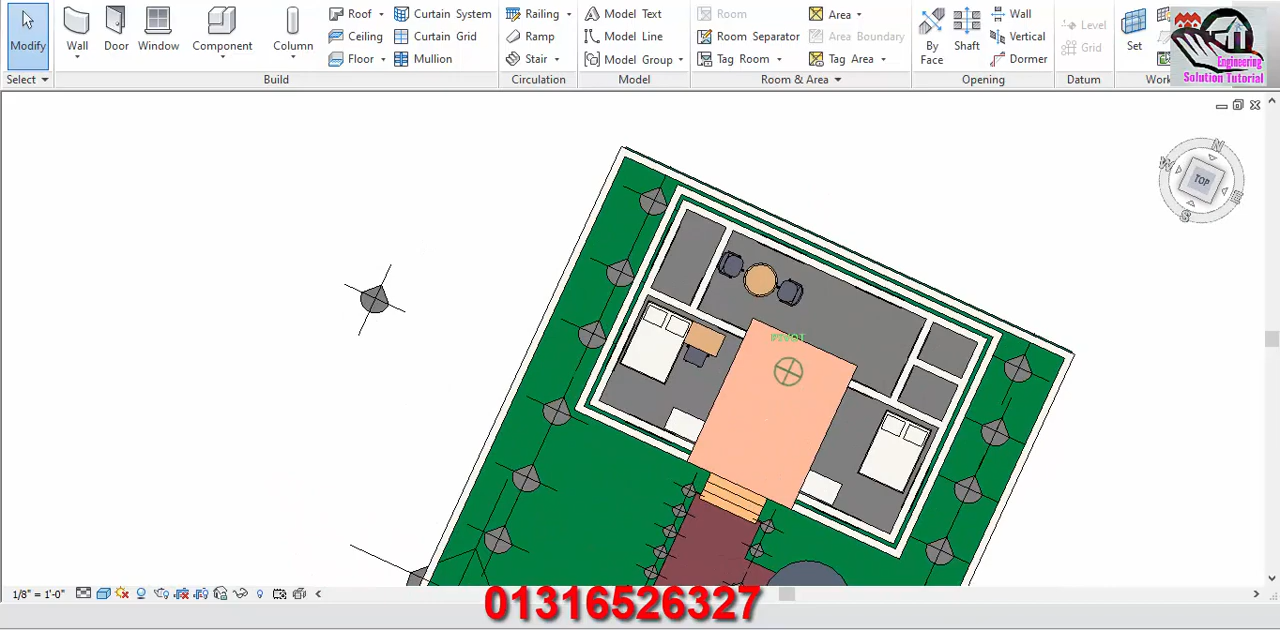 Modify
Wall
Door
Window
Component
Column
Roof
Ceiling
Floor
Curtain System
Curtain Grid
Mullion
Railing
Ramp
Stair
Model Text
Model Line
Model Group
Room
Room Separator
Tag Room
Area
Area Boundary
Tag Area
By
Face
Shaft
Wall
Vertical
Dormer
Level
Grid
Set
Select
Build
Circulation
Model
Room & Area
Opening
Datum
Work
Engineering
Solution Tutorial
N
W
TOP
E
S
PIVOT
1/8" = 1'-0"
01316526327